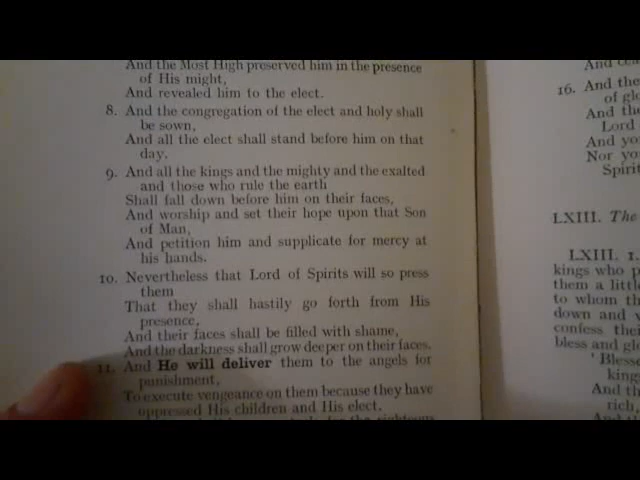 And the Most High preserved him in the presence
of His might,
And revealed him to the elect.
8. And the congregation of the elect and holy shall
be sown,
And all the elect shall stand before him on that
day.
9. And all the kings and the mighty and the exalted
and those who rule the earth
Shall fall down before him on their faces,
And worship and set their hope upon that Son
of Man,
And petition him and supplicate for mercy at
his hands.
10. Nevertheless that Lord of Spirits will so press
them
That they shall hastily go forth from His
presence,
And their faces shall be filled with shame,
And the darkness shall grow deeper on their faces.
11. And He will deliver them to the angels for
punishment,
To execute vengeance on them because they have
oppressed His children and His elect.
And
16. And the
of glo
And the
Lord
And yo
Nor yo
Spirit
LXIII. The
LXIII. 1.
kings who p
them a little
to whom th
down and w
confess thei
bless and glo
' Blesse
kings
And th
rich,